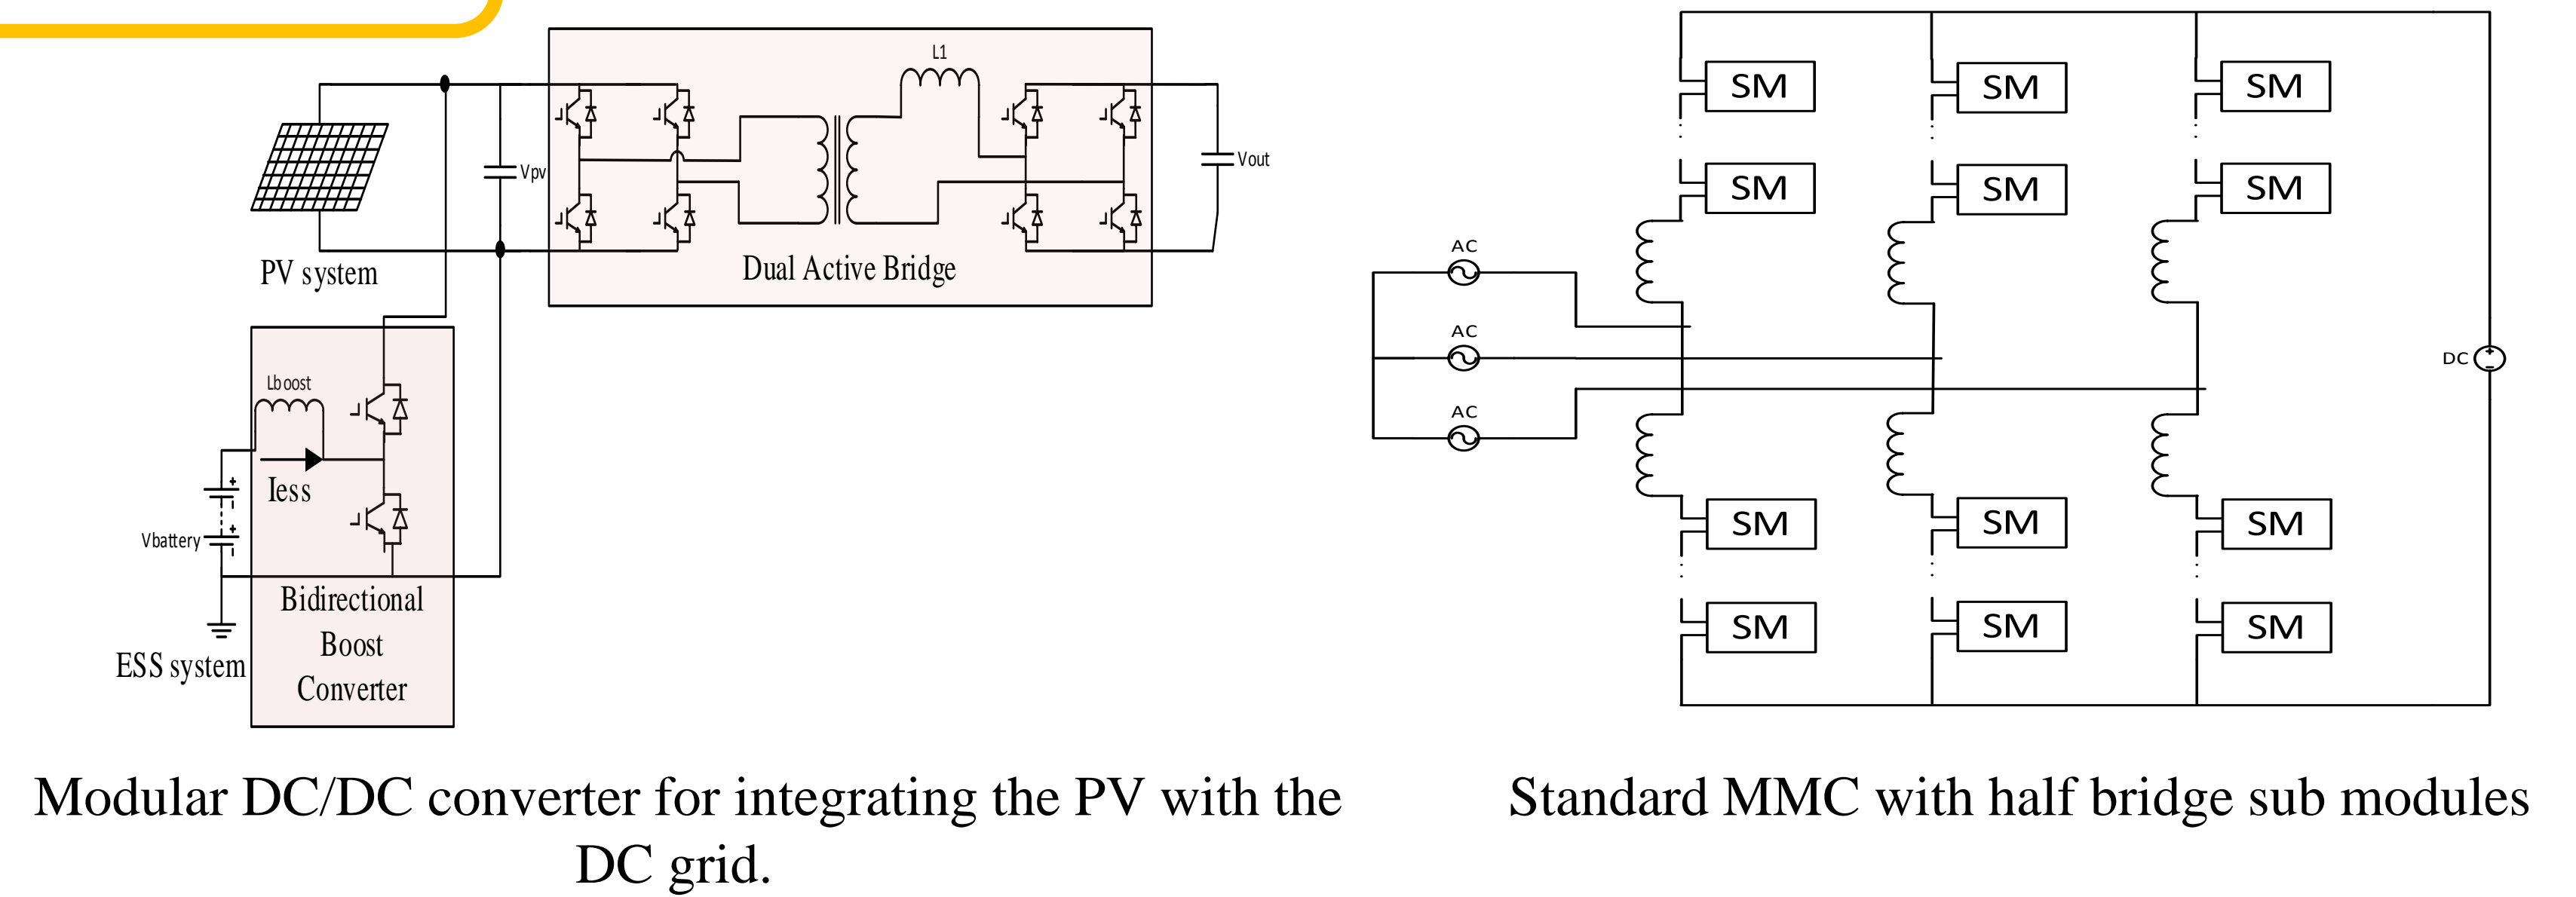 L1
Vpv
Vout
PV system
Dual Active Bridge
Lboost
Iess
+
+
Vbattery
Bidirectional
Boost
Converter
ESS system
Modular DC/DC converter for integrating the PV with the
DC grid.
SM
SM
SM
SM
SM
SM
AC
AC
AC
DC
+
SM
SM
SM
SM
SM
SM
Standard MMC with half bridge sub modules